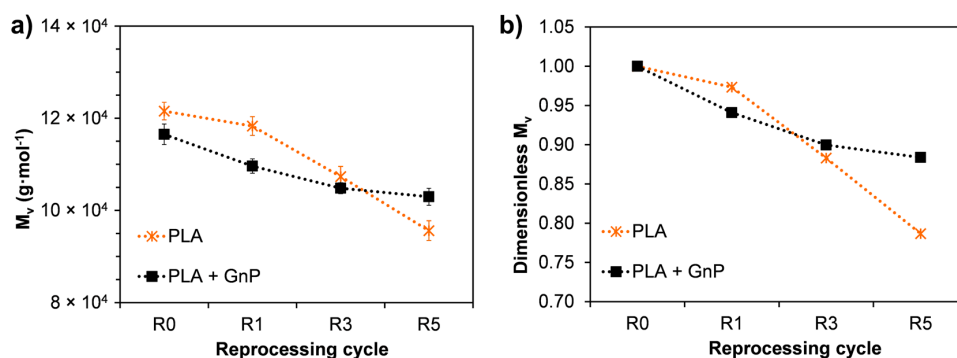 a)
14 × 10⁴
12 × 10⁴
10 × 10⁴
8 × 10⁴
Mᵥ (g·mol⁻¹)
PLA
PLA + GnP
R0 R1 R3 R5
Reprocessing cycle
b)
1.05
1.00
0.95
0.90
0.85
0.80
0.75
0.70
Dimensionless Mᵥ
PLA
PLA + GnP
R0 R1 R3 R5
Reprocessing cycle